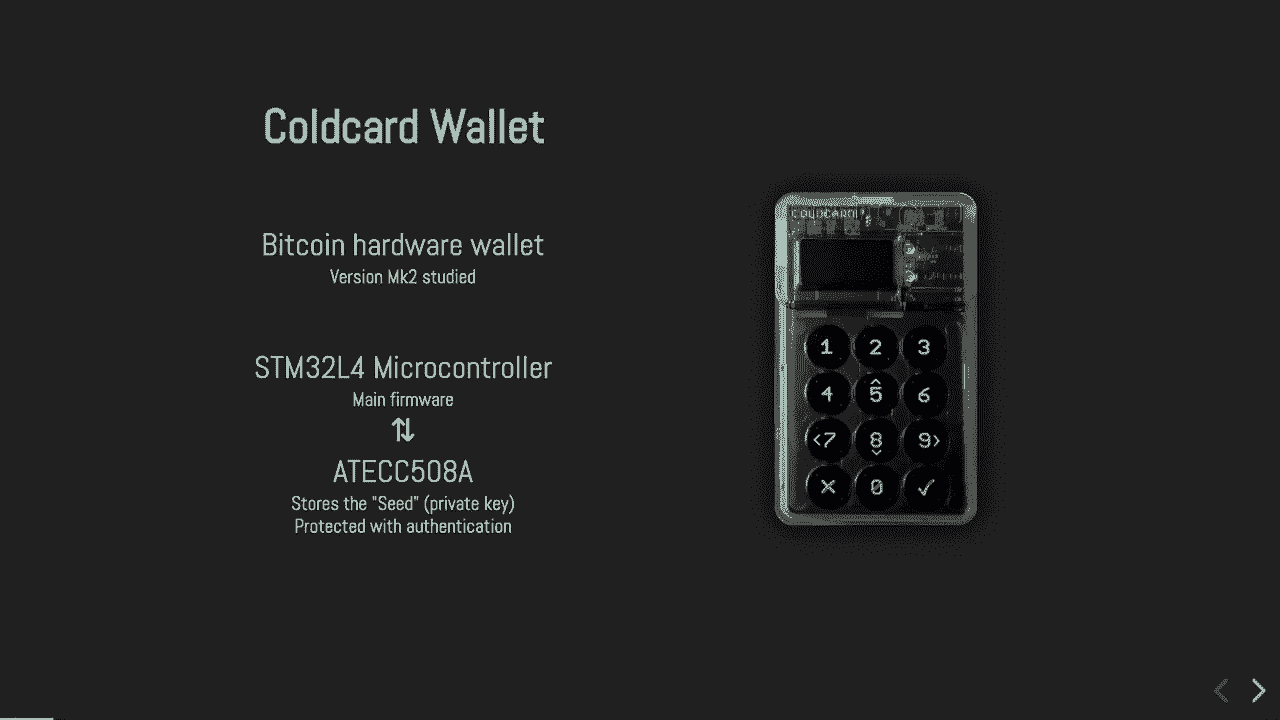 Coldcard Wallet
Bitcoin hardware wallet
Version Mk2 studied
STM32L4 Microcontroller
Main firmware
⇅
ATECC508A
Stores the "Seed" (private key)
Protected with authentication
COLDCARD
1 2 3
4 5 6
<7 8 9>
× 0 ✓